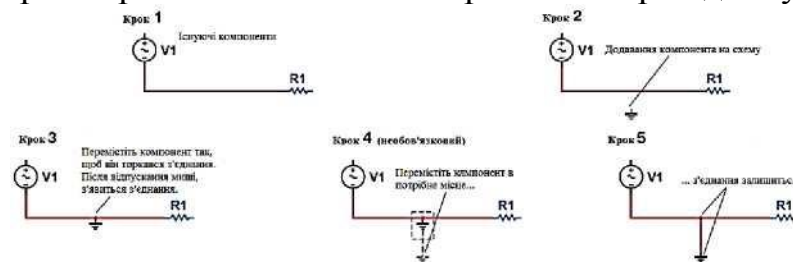 Крок 1
Існуючі компоненти
V1
R1
Крок 2
Додавання компонента на схему
V1
R1
Крок 3
Перемістіть компонент так,
щоб він торкався з'єднання.
Після відпускання миші,
з'явиться з'єднання.
V1
R1
Крок 4 (необов'язковий)
Перемістіть компонент в
потрібне місце...
V1
R1
Крок 5
... з'єднання залишиться
V1
R1